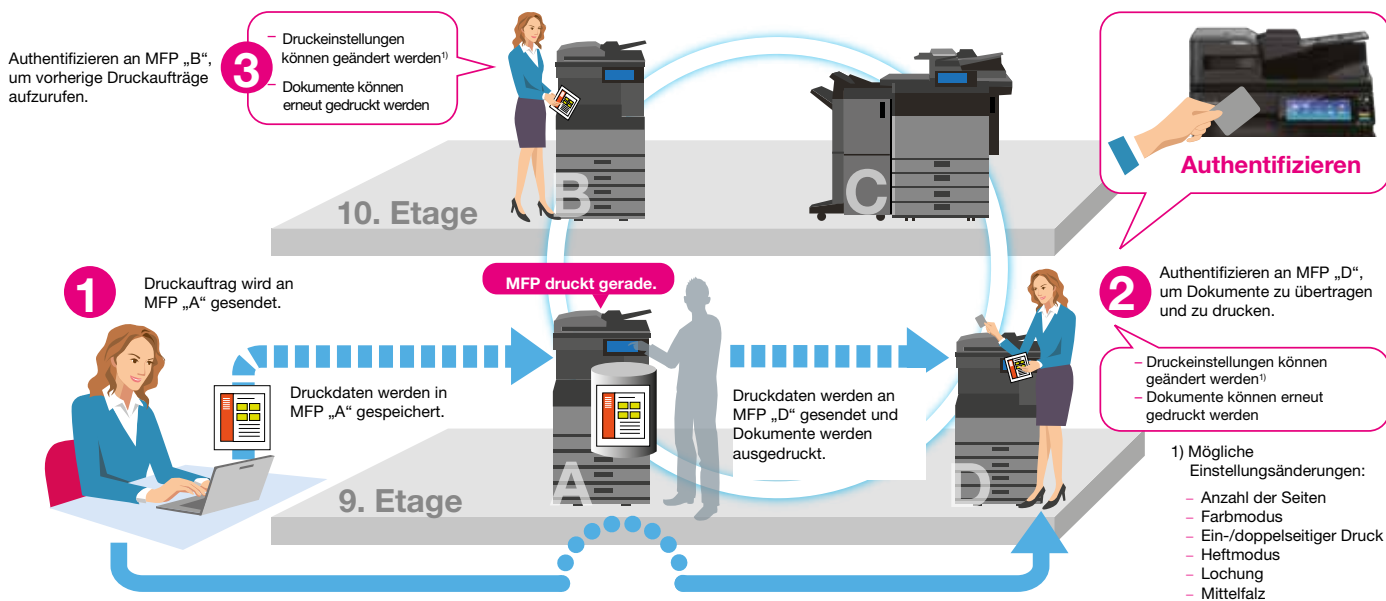 Authentifizieren an MFP „B“,
um vorherige Druckaufträge
aufzurufen.
3
– Druckeinstellungen
können geändert werden¹⁾
– Dokumente können
erneut gedruckt werden
B
C
10. Etage
Authentifizieren
1
Druckauftrag wird an
MFP „A“ gesendet.
MFP druckt gerade.
2
Authentifizieren an MFP „D“,
um Dokumente zu übertragen
und zu drucken.
– Druckeinstellungen können
geändert werden¹⁾
– Dokumente können erneut
gedruckt werden
Druckdaten werden in
MFP „A“ gespeichert.
Druckdaten werden an
MFP „D“ gesendet und
Dokumente werden
ausgedruckt.
A
D
9. Etage
1) Mögliche
Einstellungsänderungen:
– Anzahl der Seiten
– Farbmodus
– Ein-/doppelseitiger Druck
– Heftmodus
– Lochung
– Mittelfalz